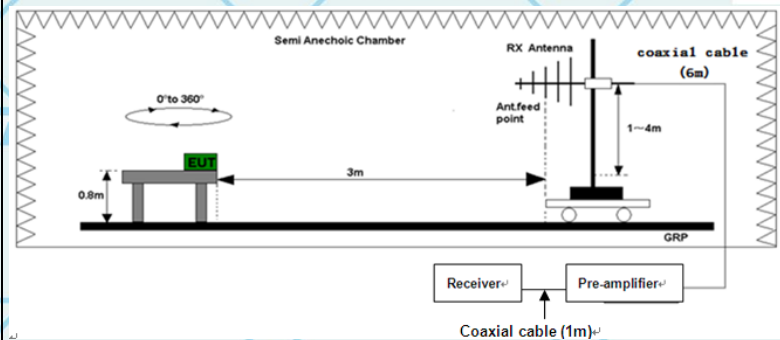 Semi Anechoic Chamber
RX Antenna
coaxial cable
(6m)
0°to 360°
Ant.feed
point
1~4m
EUT
3m
0.8m
GRP
Receiver↵
Pre-amplifier↵
Coaxial cable (1m)↵
↵